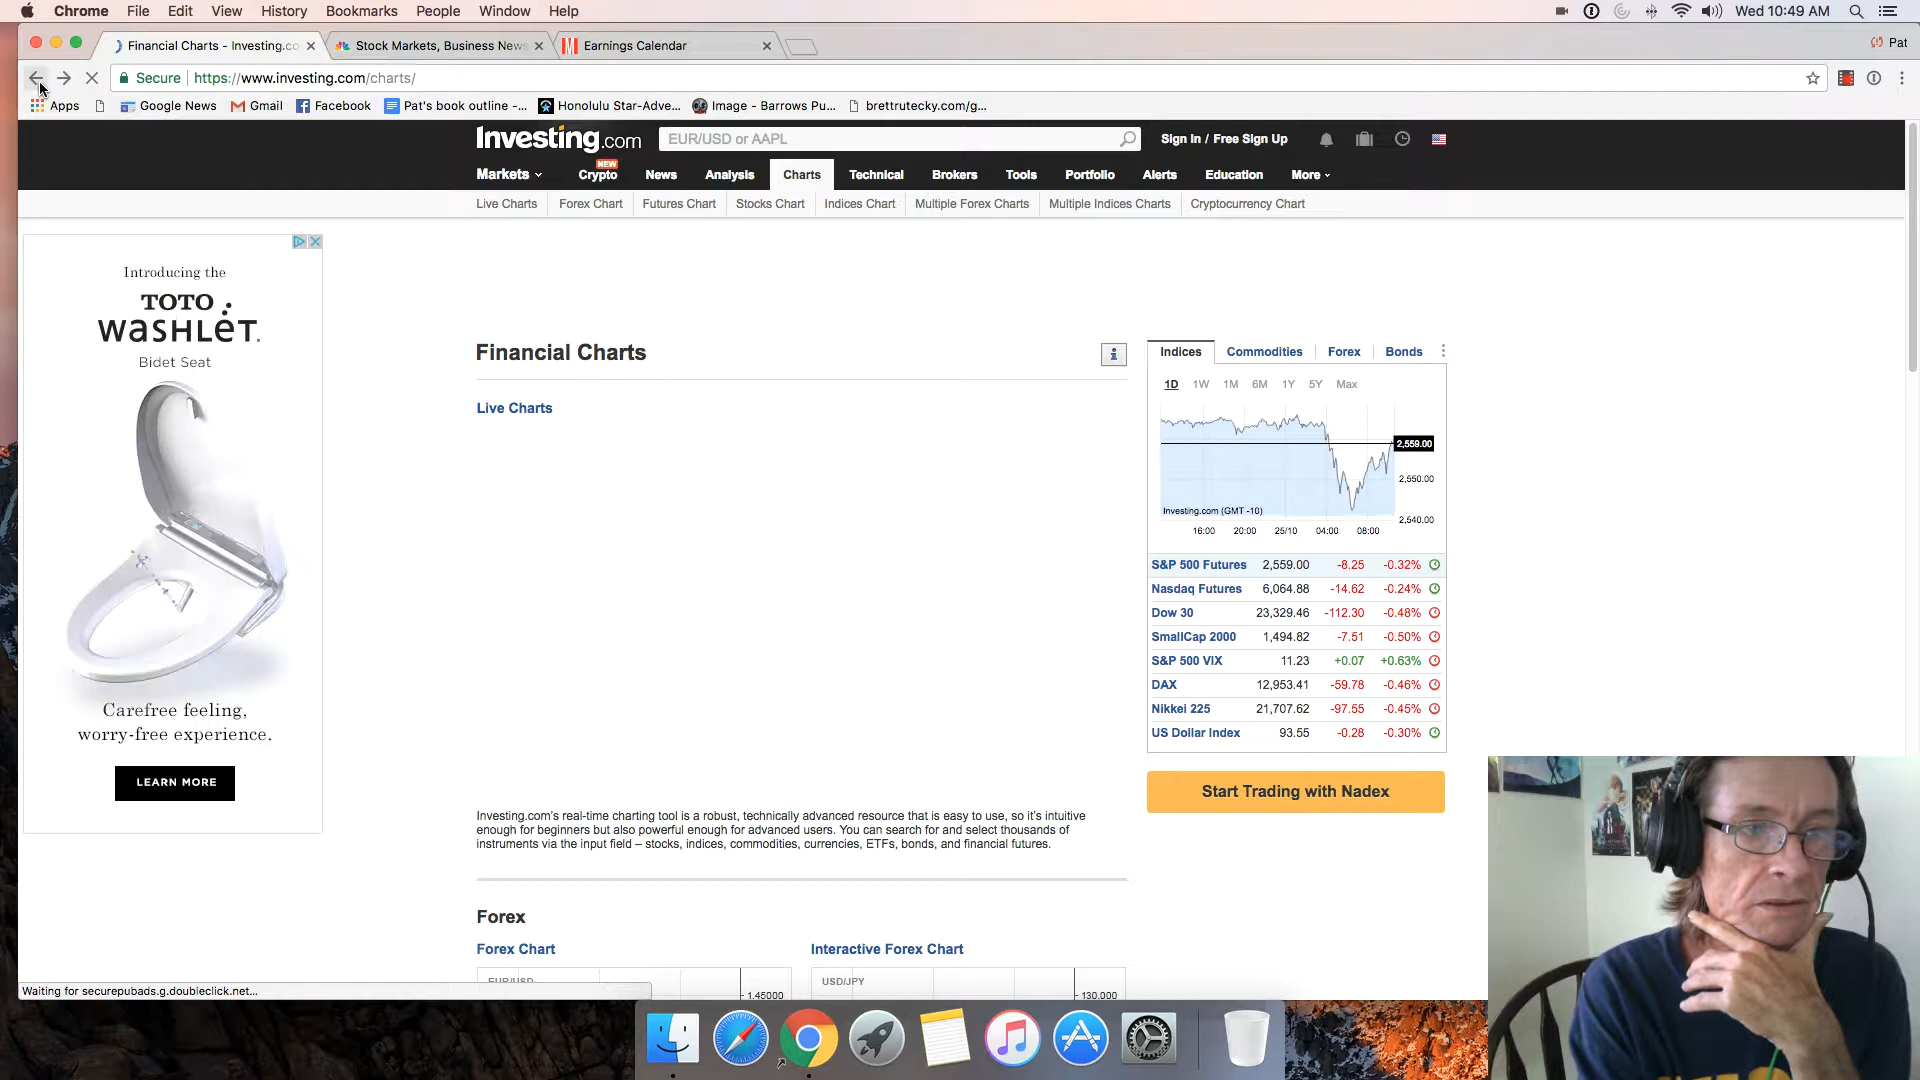 Chrome File Edit View History Bookmarks People Window Help Wed 10:49 AM
Financial Charts - Investing.co Stock Markets, Business News Earnings Calendar Pat
Secure https://www.investing.com/charts/
Apps Google News Gmail Facebook Pat's book outline -... Honolulu Star-Adve... Image - Barrows Pu... brettrutecky.com/g...
Investing.com EUR/USD or AAPL Sign In / Free Sign Up
NEW
Markets Crypto News Analysis Charts Technical Brokers Tools Portfolio Alerts Education More
Live Charts Forex Chart Futures Chart Stocks Chart Indices Chart Multiple Forex Charts Multiple Indices Charts Cryptocurrency Chart
Introducing the
TOTO
WASHLET.
Bidet Seat
Carefree feeling,
worry-free experience.
LEARN MORE
Financial Charts
Live Charts
Investing.com's real-time charting tool is a robust, technically advanced resource that is easy to use, so it's intuitive
enough for beginners but also powerful enough for advanced users. You can search for and select thousands of
instruments via the input field – stocks, indices, commodities, currencies, ETFs, bonds, and financial futures.
Forex
Forex Chart Interactive Forex Chart
EUR/USD 1.45000 USD/JPY 130.000
Indices Commodities Forex Bonds
1D 1W 1M 6M 1Y 5Y Max
2,559.00
2,550.00
Investing.com (GMT -10) 2,540.00
16:00 20:00 25/10 04:00 08:00
S&P 500 Futures 2,559.00 -8.25 -0.32%
Nasdaq Futures 6,064.88 -14.62 -0.24%
Dow 30 23,329.46 -112.30 -0.48%
SmallCap 2000 1,494.82 -7.51 -0.50%
S&P 500 VIX 11.23 +0.07 +0.63%
DAX 12,953.41 -59.78 -0.46%
Nikkei 225 21,707.62 -97.55 -0.45%
US Dollar Index 93.55 -0.28 -0.30%
Start Trading with Nadex
Waiting for securepubads.g.doubleclick.net...